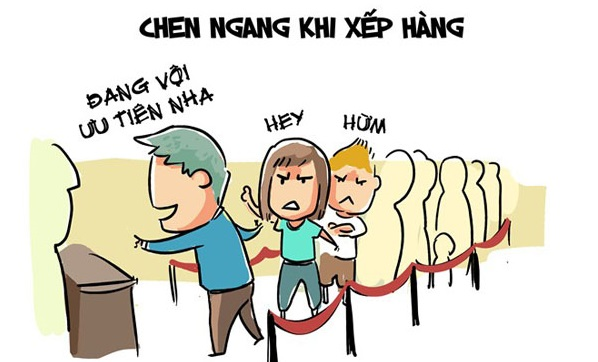 CHEN NGANG KHI XẾP HÀNG
ĐANG VỘI
ƯU TIÊN NHA
HEY
HỪM